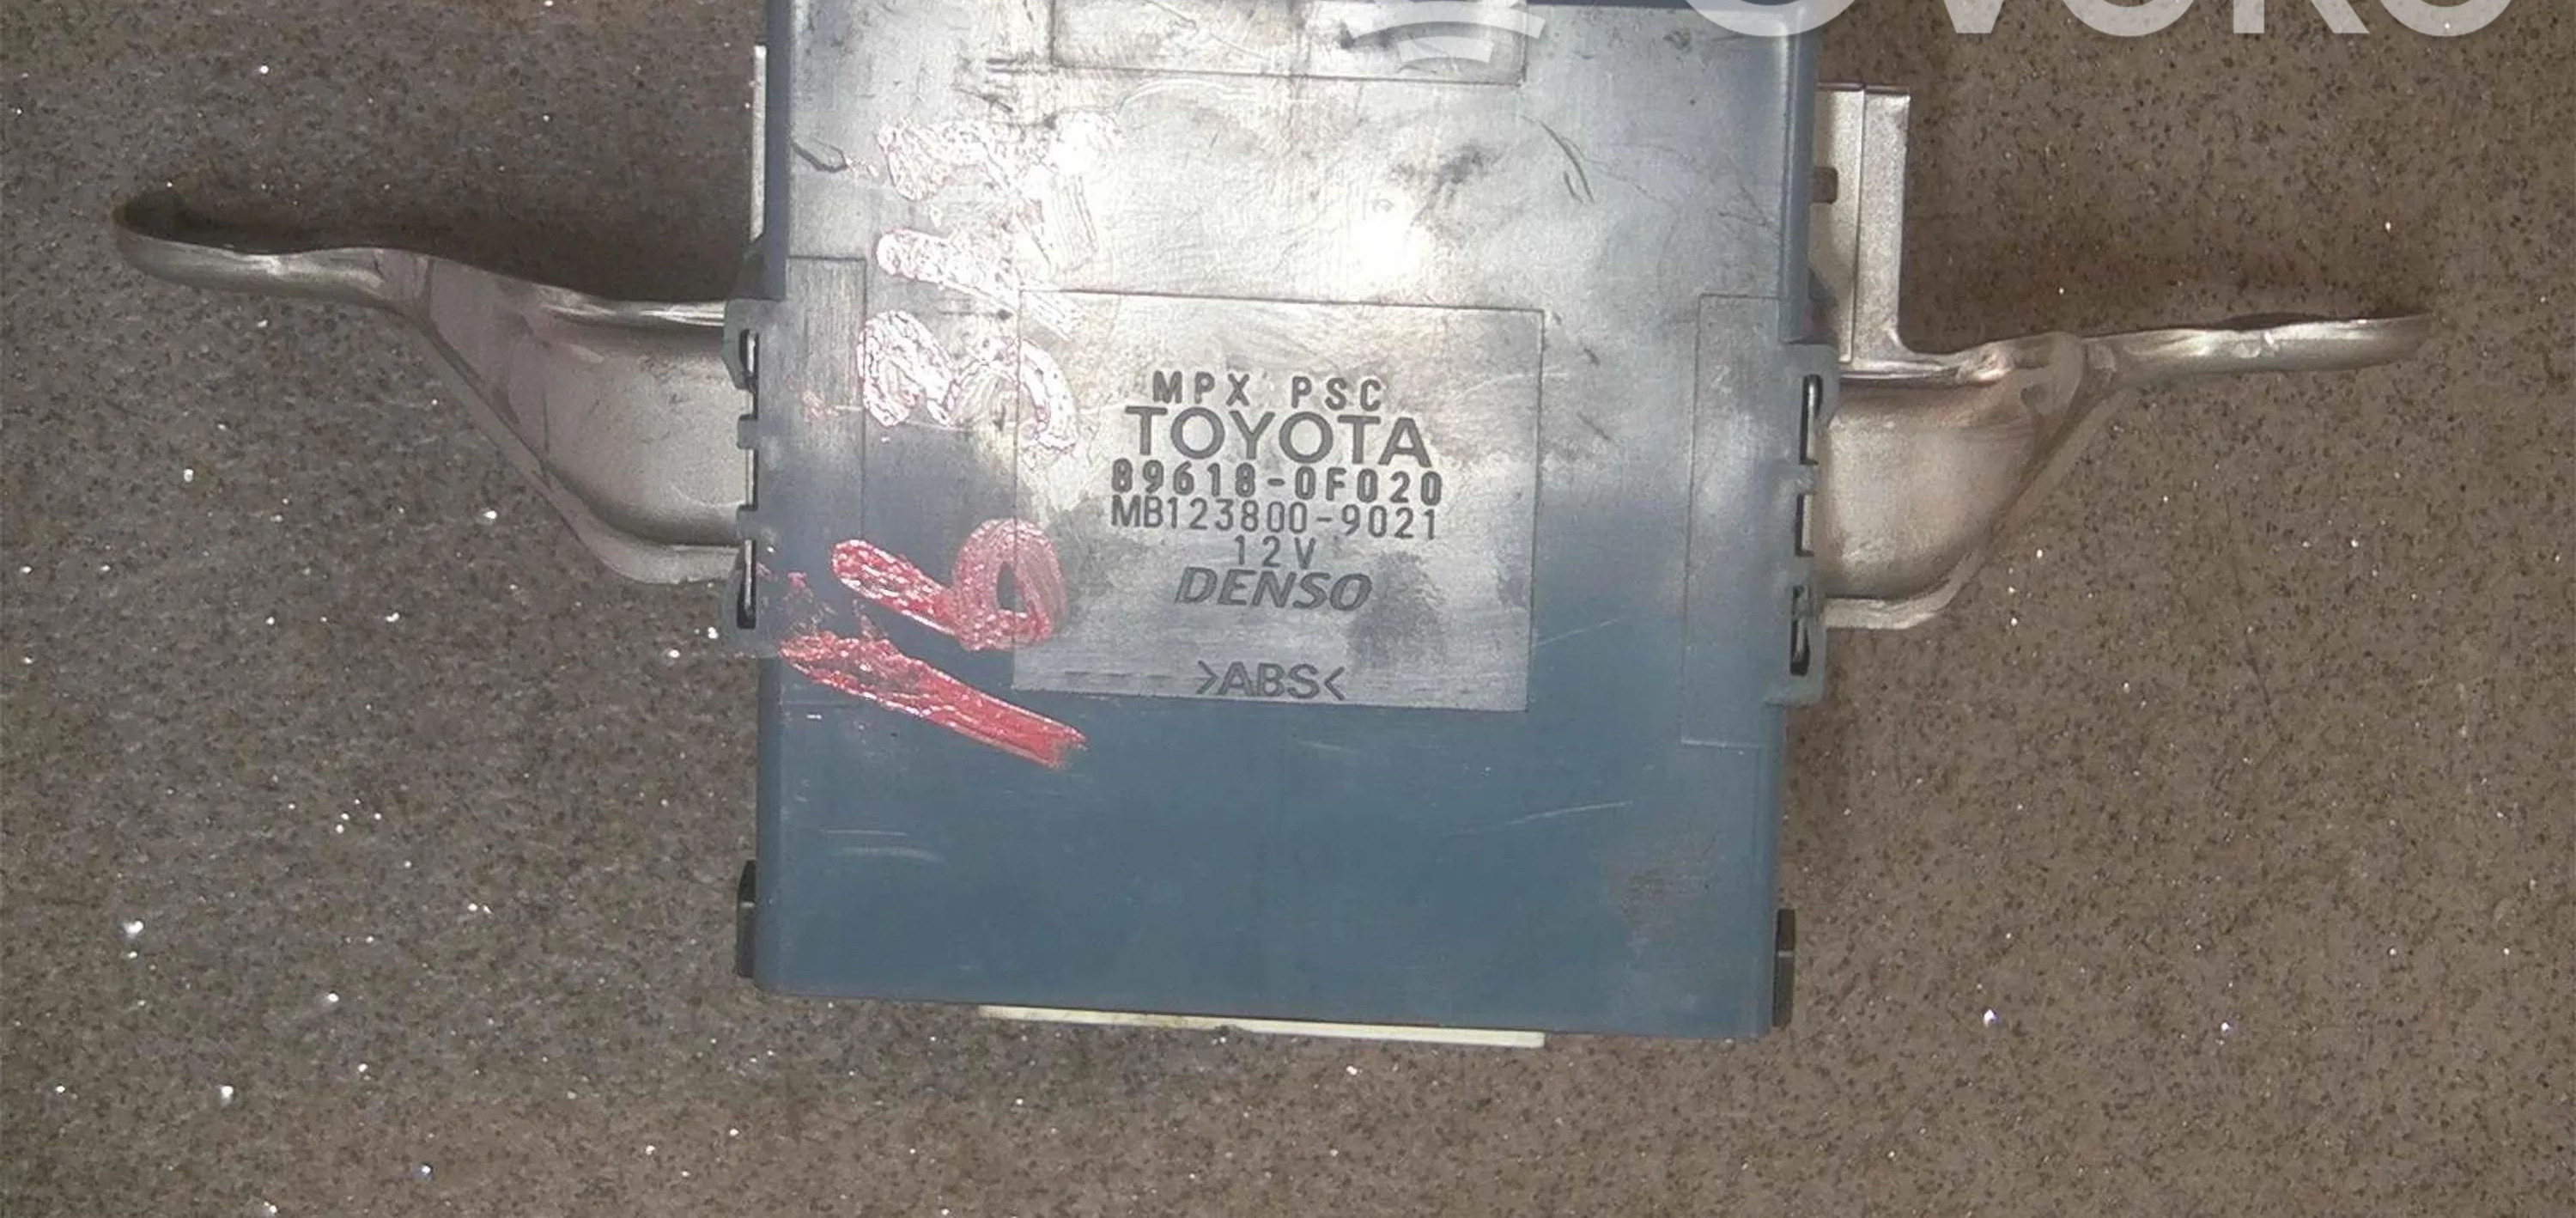 MPX PSC
TOYOTA
89618-0F020
MB123800-9021
12V
DENSO
>ABS<